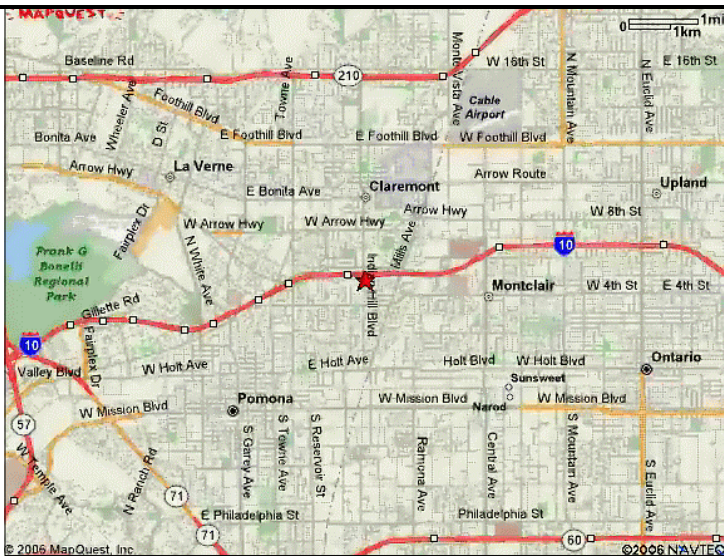 MAPQUEST
0 1mi
1km
Baseline Rd
210
W 16th St
E 16th St
Monte Vista Ave
N Mountain Ave
N Euclid Ave
Towne Ave
Wheeler Ave
Foothill Blvd
Cable
Airport
D St
Bonita Ave
E Foothill Blvd
E Foothill Blvd
W Foothill Blvd
Arrow Hwy
La Verne
Arrow Route
E Bonita Ave
Claremont
Upland
Fairplex Dr
W Arrow Hwy
W Arrow Hwy
Arrow Hwy
W 8th St
Frank G
Bonelli
Regional
Park
N White Ave
Indian Hill Blvd
Mills Ave
10
Gillette Rd
Montclair
W 4th St
E 4th St
10
Fairplex Dr
Valley Blvd
W Holt Ave
E Holt Ave
Holt Blvd
W Holt Blvd
Ontario
Sunsweet
W Mission Blvd
Pomona
W Mission Blvd
Narod
W Mission Blvd
57
W Temple Ave
N Ranch Rd
S Garey Ave
S Towne Ave
S Reservoir St
Ramona Ave
Central Ave
S Mountain Ave
S Euclid Ave
71
E Philadelphia St
Philadelphia St
71
60
© 2006 MapQuest, Inc.
©2006 NAVTEQ